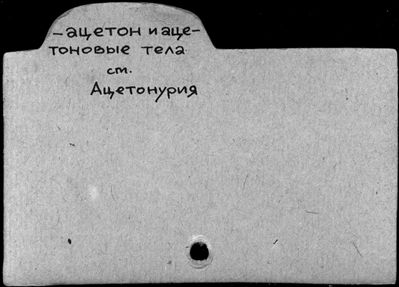 –ацетон и аце-
тоновые тела
см.
Ацетонурия